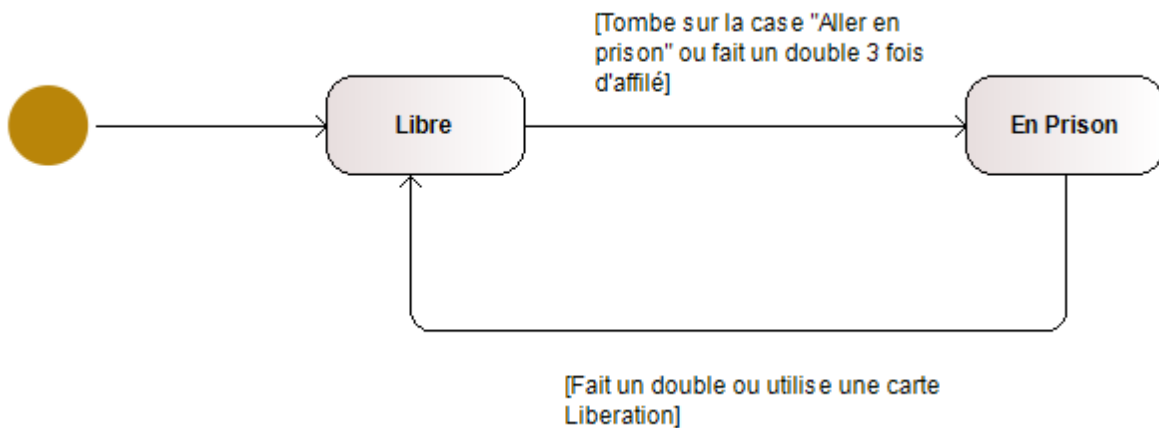 [Tombe sur la case "Aller en
prison" ou fait un double 3 fois
d'affilé]
Libre
En Prison
[Fait un double ou utilise une carte
Liberation]